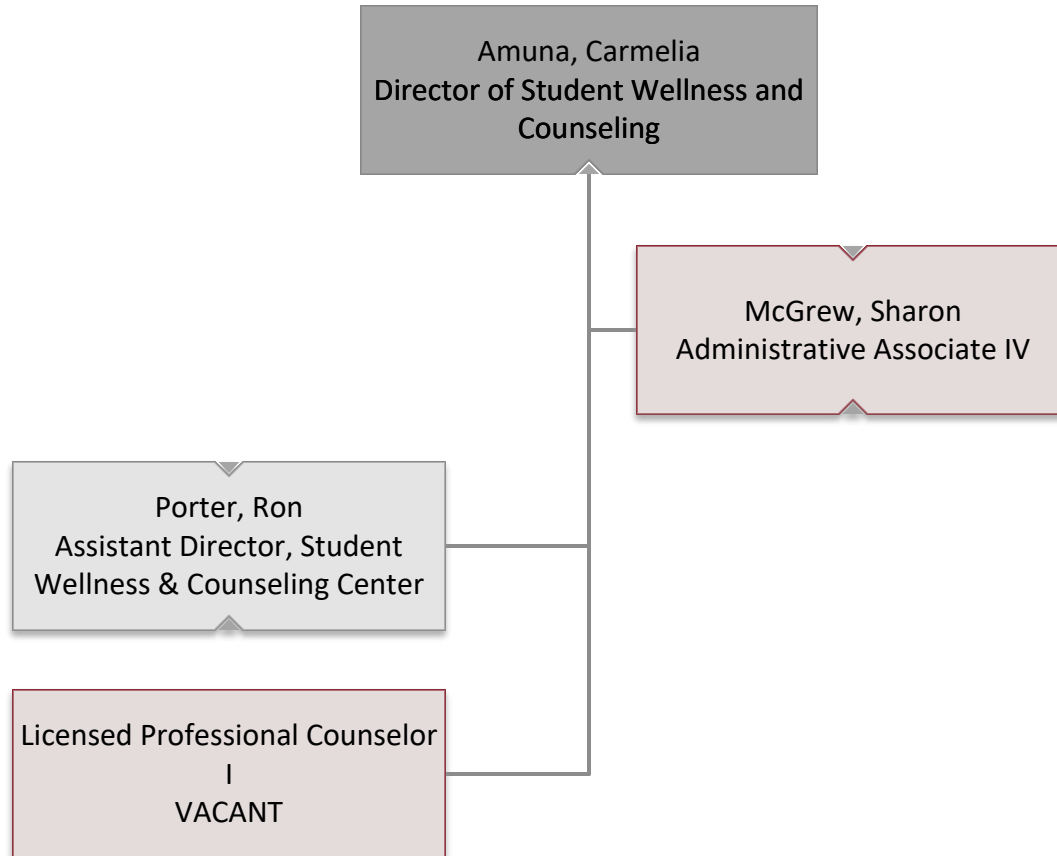 Amuna, Carmelia
Director of Student Wellness and
Counseling
McGrew, Sharon
Administrative Associate IV
Porter, Ron
Assistant Director, Student
Wellness & Counseling Center
Licensed Professional Counselor
I
VACANT